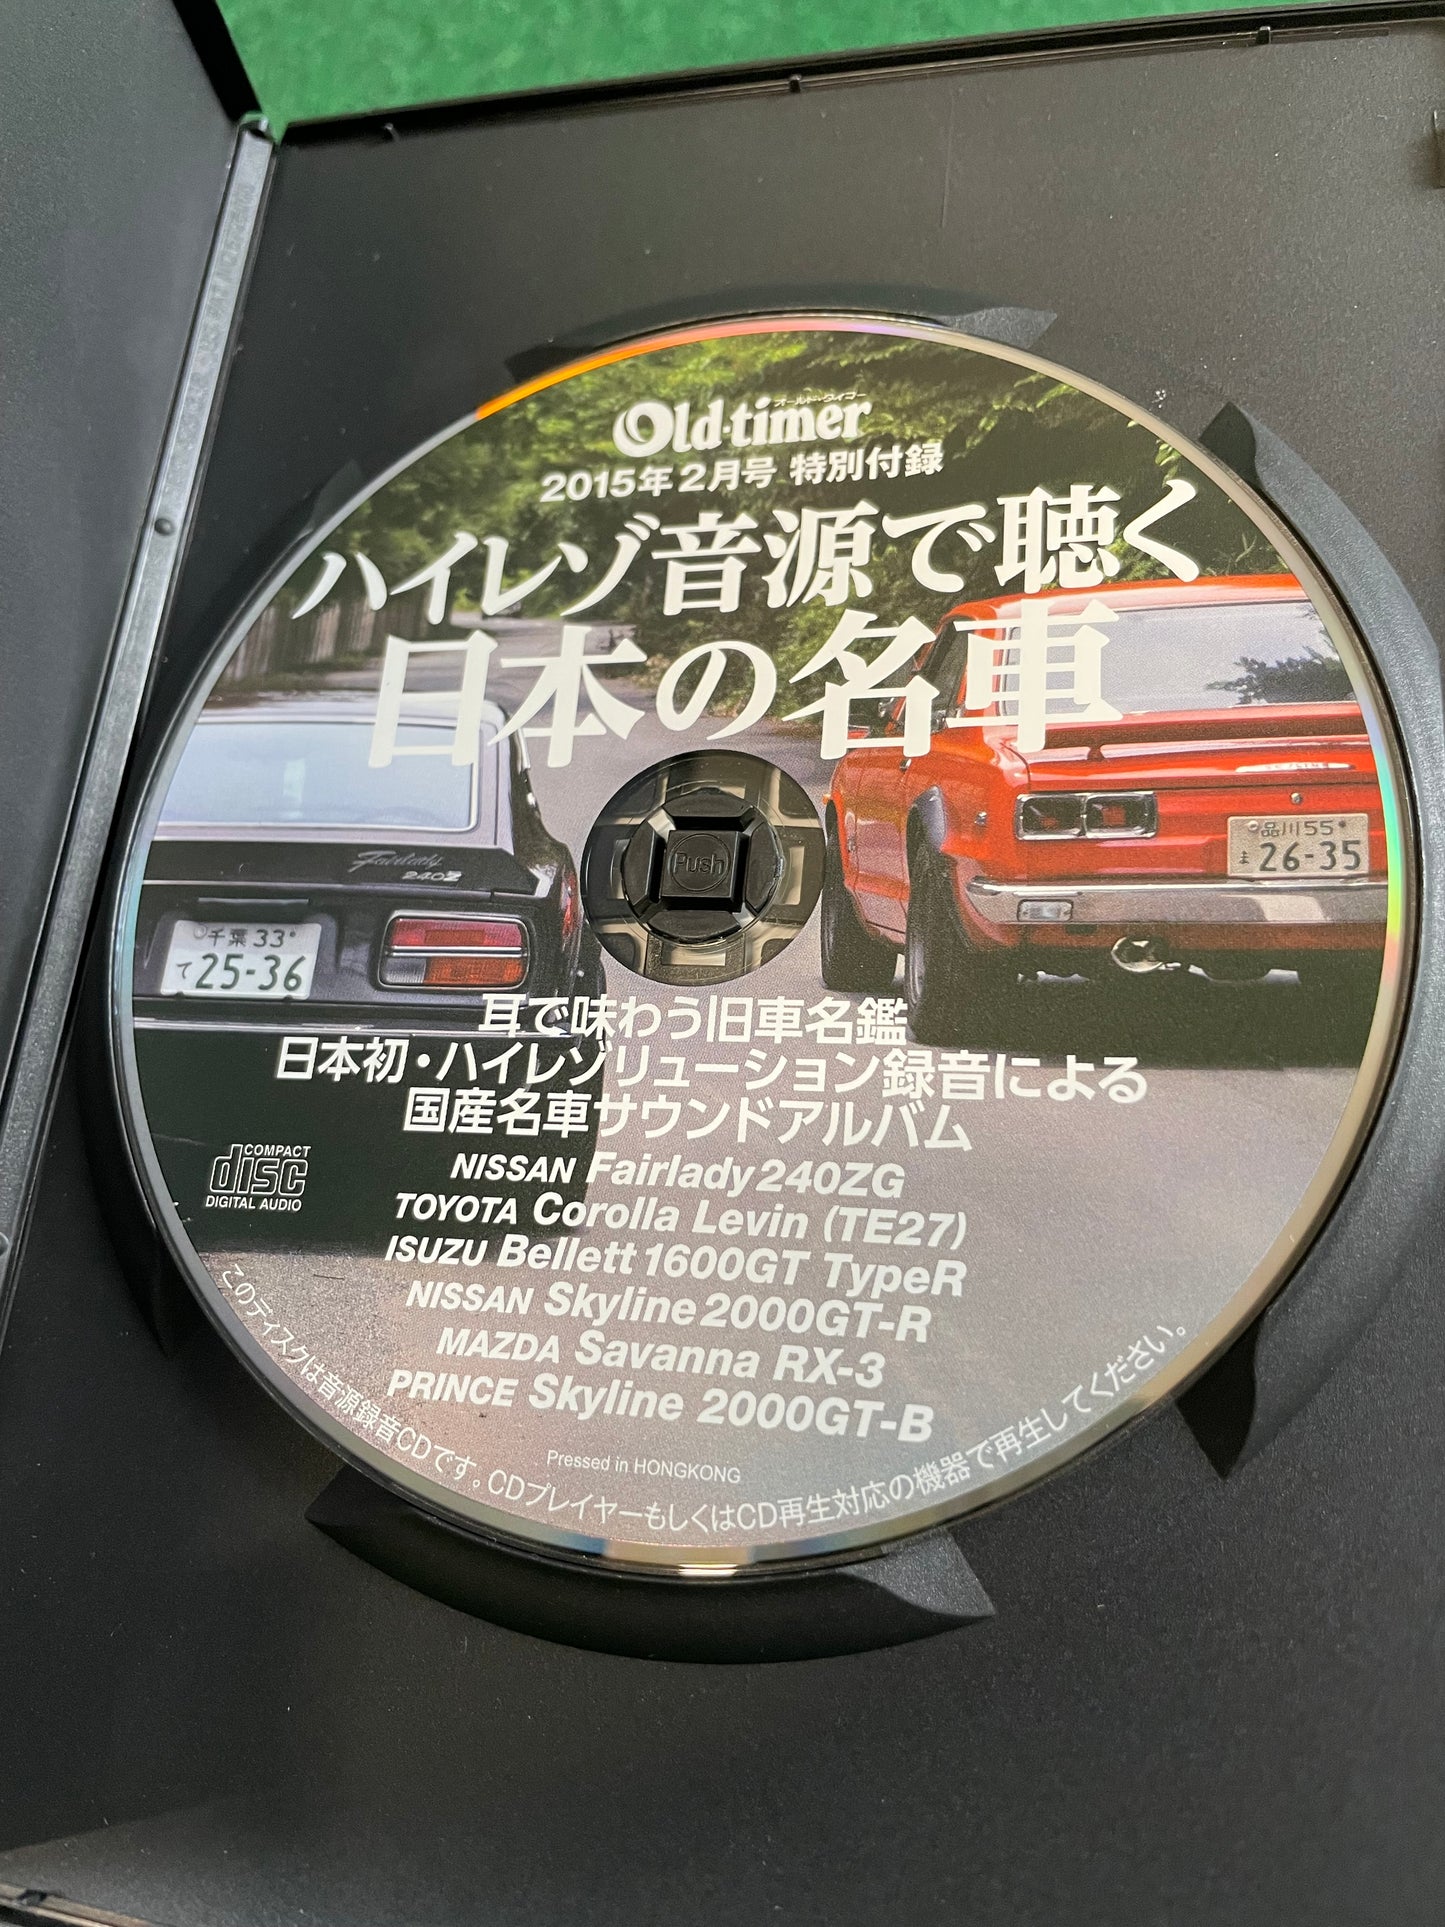 オールド・タイマー
Old-timer
2015年2月号 特別付録
ハイレゾ音源で聴く
日本の名車
Fairlady
240Z
千葉 33
て 25-36
SKYLINE
品川 55
ま 26-35
Push
耳で味わう旧車名鑑
日本初・ハイレゾリューション録音による
国産名車サウンドアルバム
COMPACT
disc
DIGITAL AUDIO
NISSAN Fairlady 240ZG
TOYOTA Corolla Levin (TE27)
ISUZU Bellett 1600GT TypeR
NISSAN Skyline 2000GT-R
MAZDA Savanna RX-3
PRINCE Skyline 2000GT-B
Pressed in HONGKONG
このディスクは音源録音CDです。CDプレイヤーもしくはCD再生対応の機器で再生してください。